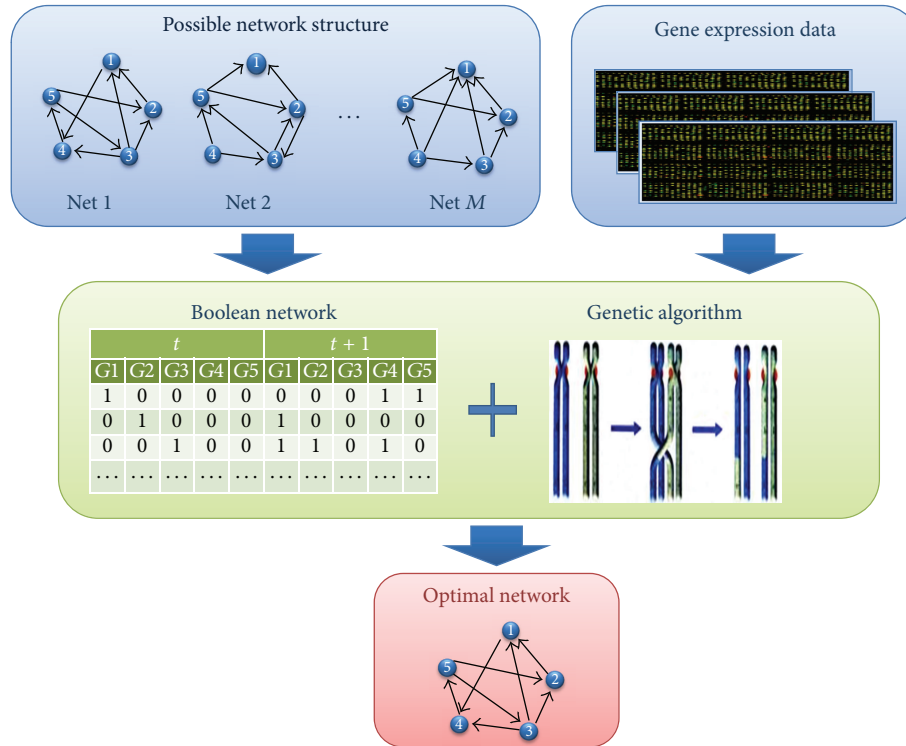 Possible network structure
1
5
2
4
3
Net 1
1
5
2
4
3
Net 2
...
1
5
2
4
3
Net M
Gene expression data
Boolean network
t t + 1
G1 G2 G3 G4 G5 G1 G2 G3 G4 G5
1 0 0 0 0 0 0 0 1 1
0 1 0 0 0 1 0 0 0 0
0 0 1 0 0 1 1 0 1 0
... ... ... ... ... ... ... ... ... ...
Genetic algorithm
Optimal network
1
5
2
4
3